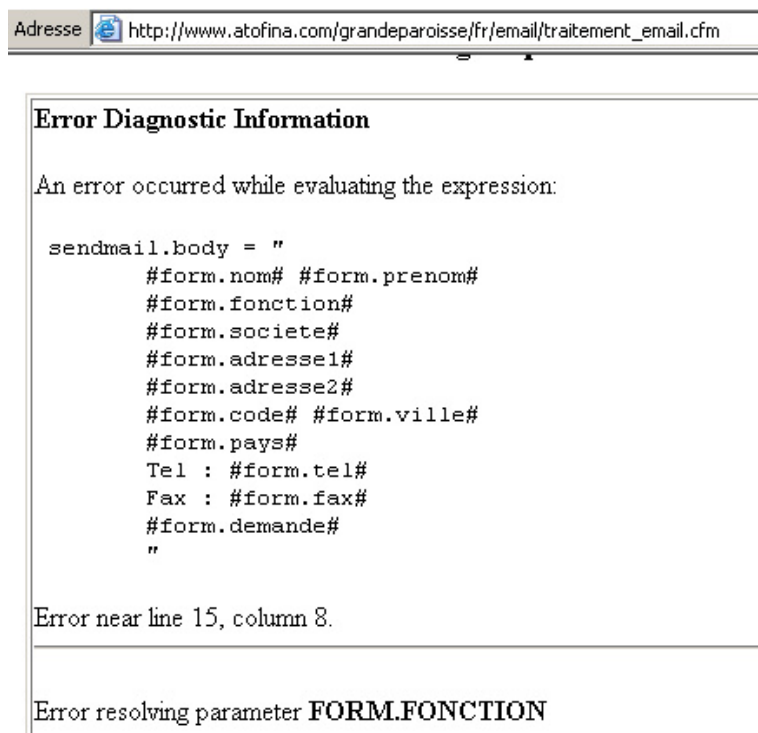 Adresse http://www.atofina.com/grandeparoisse/fr/email/traitement_email.cfm
Error Diagnostic Information
An error occurred while evaluating the expression:
sendmail.body = "
#form.nom# #form.prenom#
#form.fonction#
#form.societe#
#form.adresse1#
#form.adresse2#
#form.code# #form.ville#
#form.pays#
Tel : #form.tel#
Fax : #form.fax#
#form.demande#
"
Error near line 15, column 8.
Error resolving parameter FORM.FONCTION